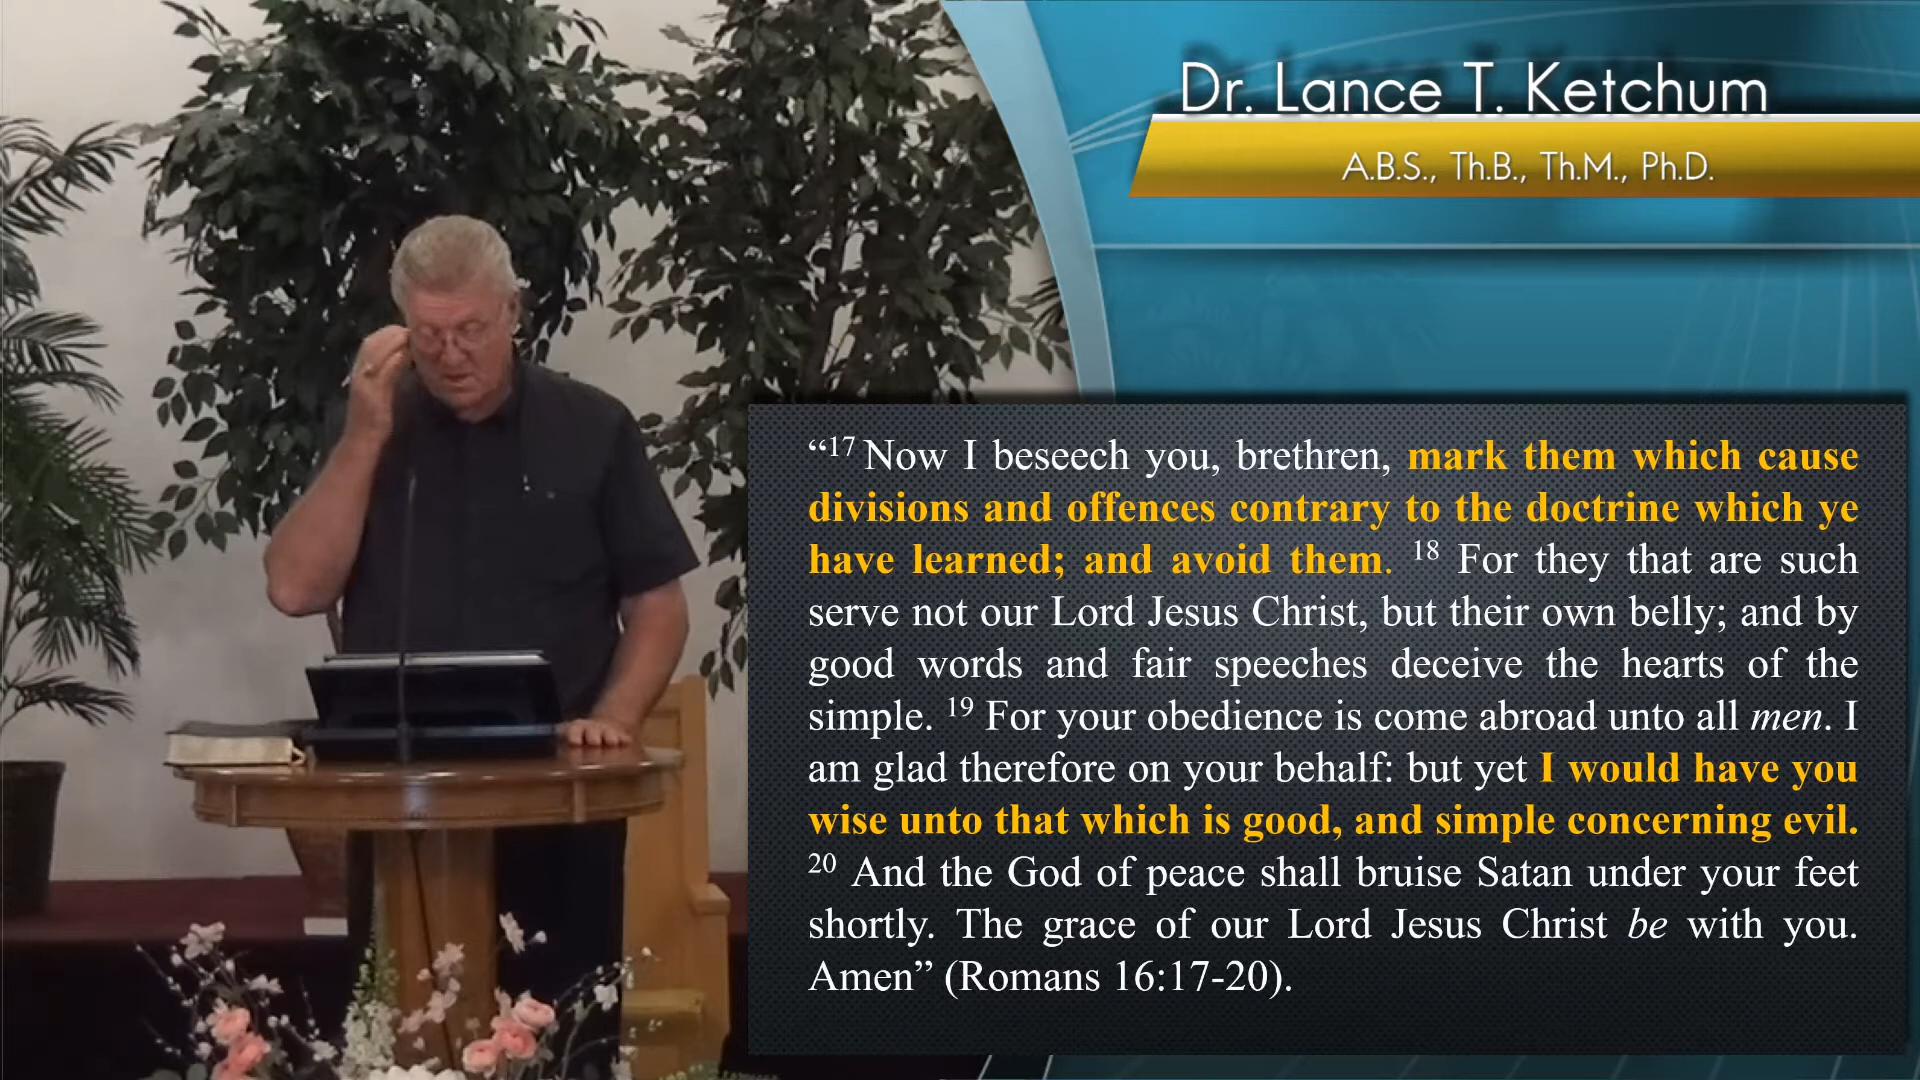 Dr. Lance T. Ketchum
A.B.S., Th.B., Th.M., Ph.D.
“17 Now I beseech you, brethren, mark them which cause
divisions and offences contrary to the doctrine which ye
have learned; and avoid them. 18 For they that are such
serve not our Lord Jesus Christ, but their own belly; and by
good words and fair speeches deceive the hearts of the
simple. 19 For your obedience is come abroad unto all men. I
am glad therefore on your behalf: but yet I would have you
wise unto that which is good, and simple concerning evil.
20 And the God of peace shall bruise Satan under your feet
shortly. The grace of our Lord Jesus Christ be with you.
Amen” (Romans 16:17-20).